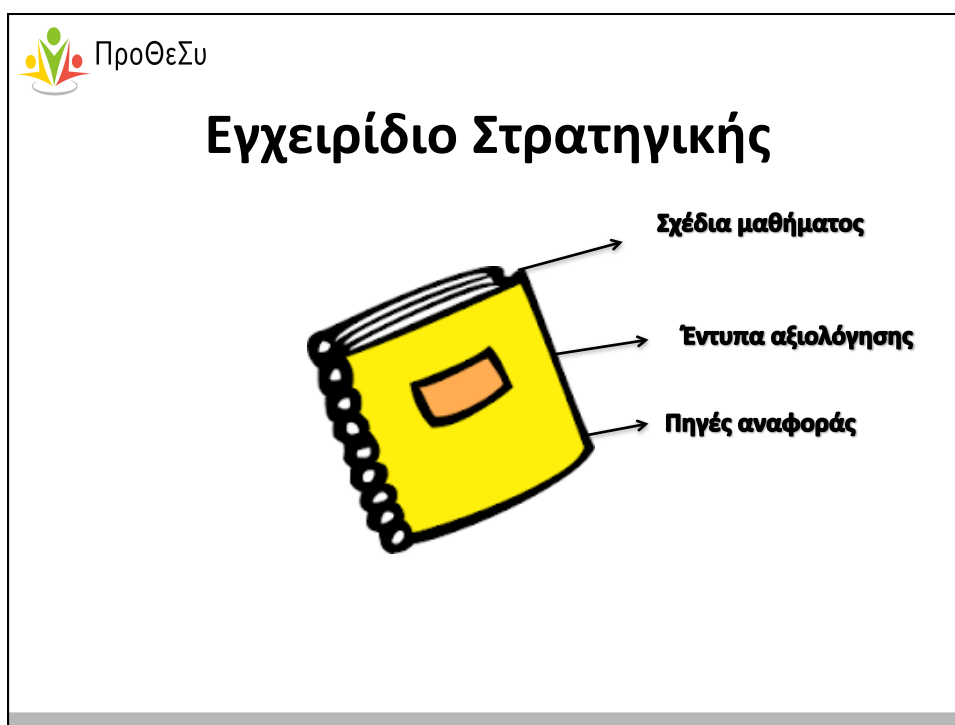 ΠροΘεΣυ
Εγχειρίδιο Στρατηγικής
Σχέδια μαθήματος
Έντυπα αξιολόγησης
Πηγές αναφοράς